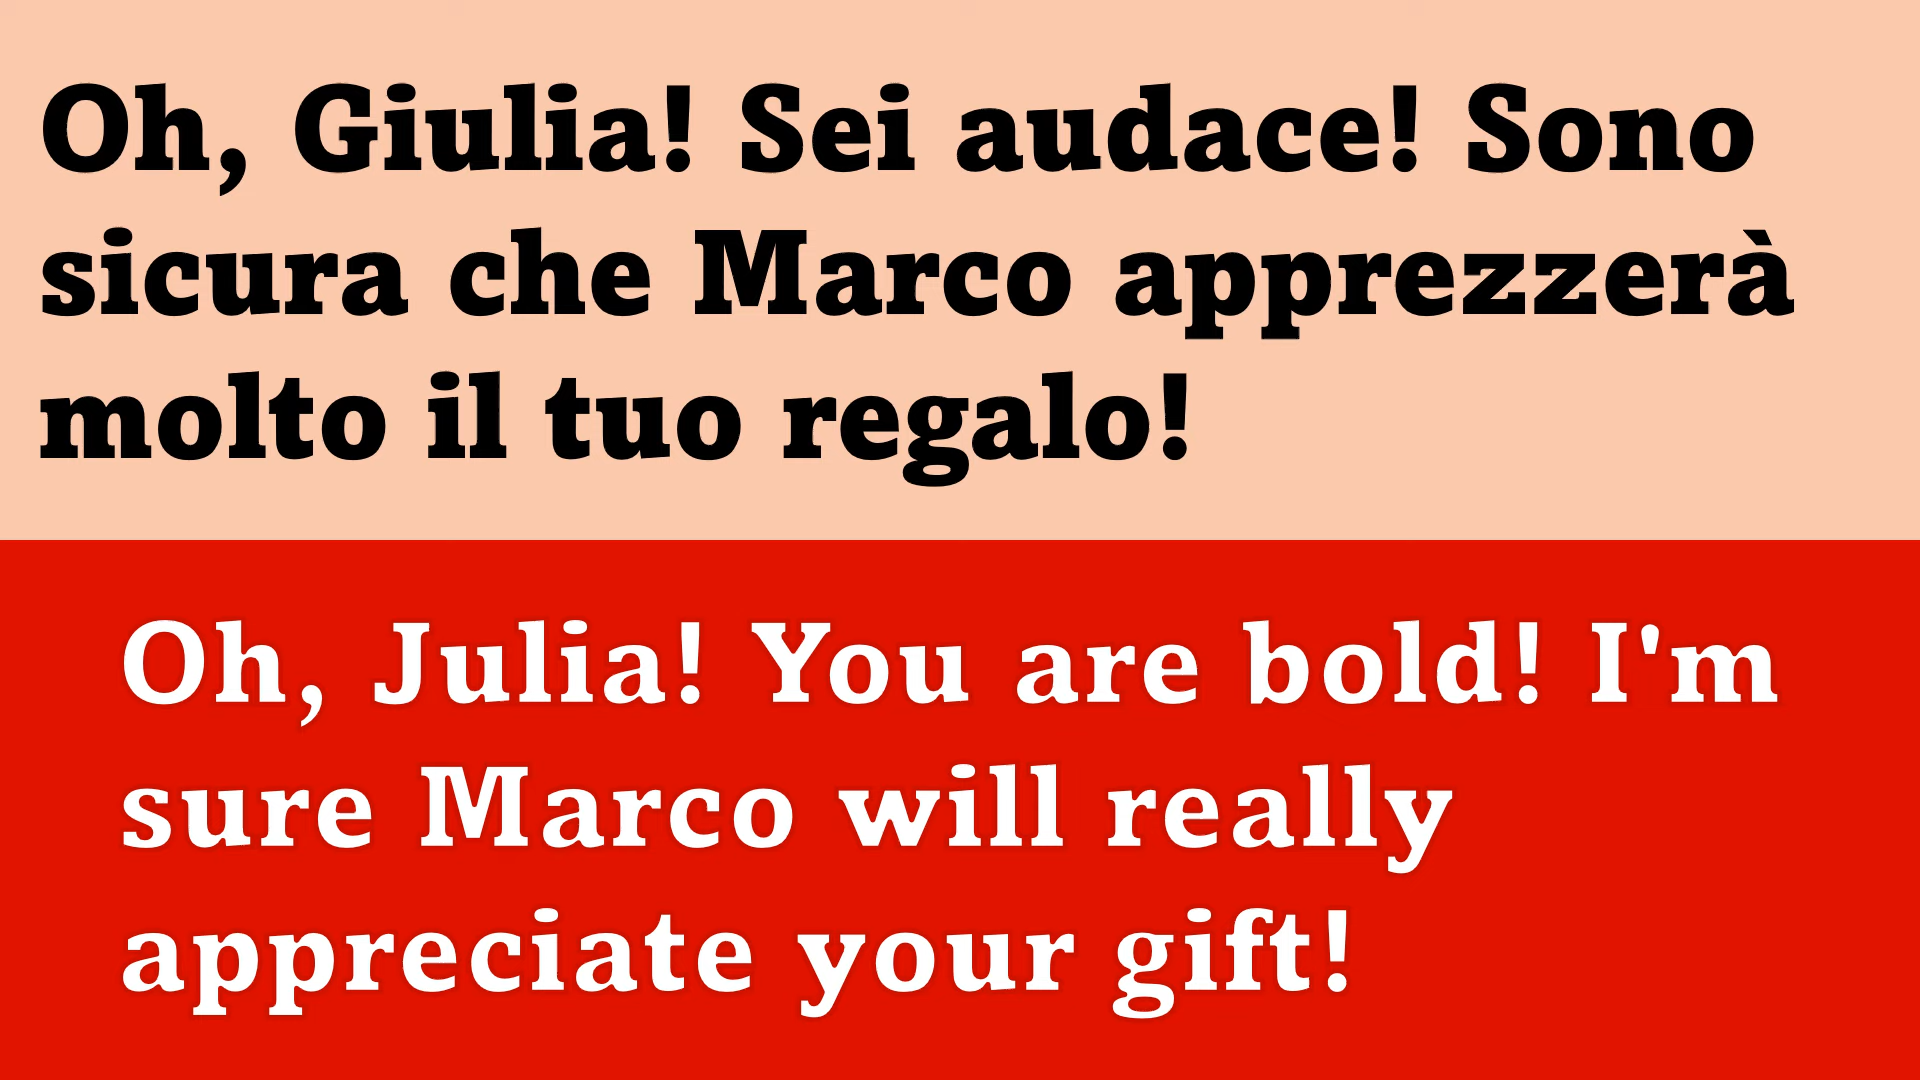 Oh, Giulia! Sei audace! Sono
sicura che Marco apprezzerà
molto il tuo regalo!
Oh, Julia! You are bold! I'm
sure Marco will really
appreciate your gift!